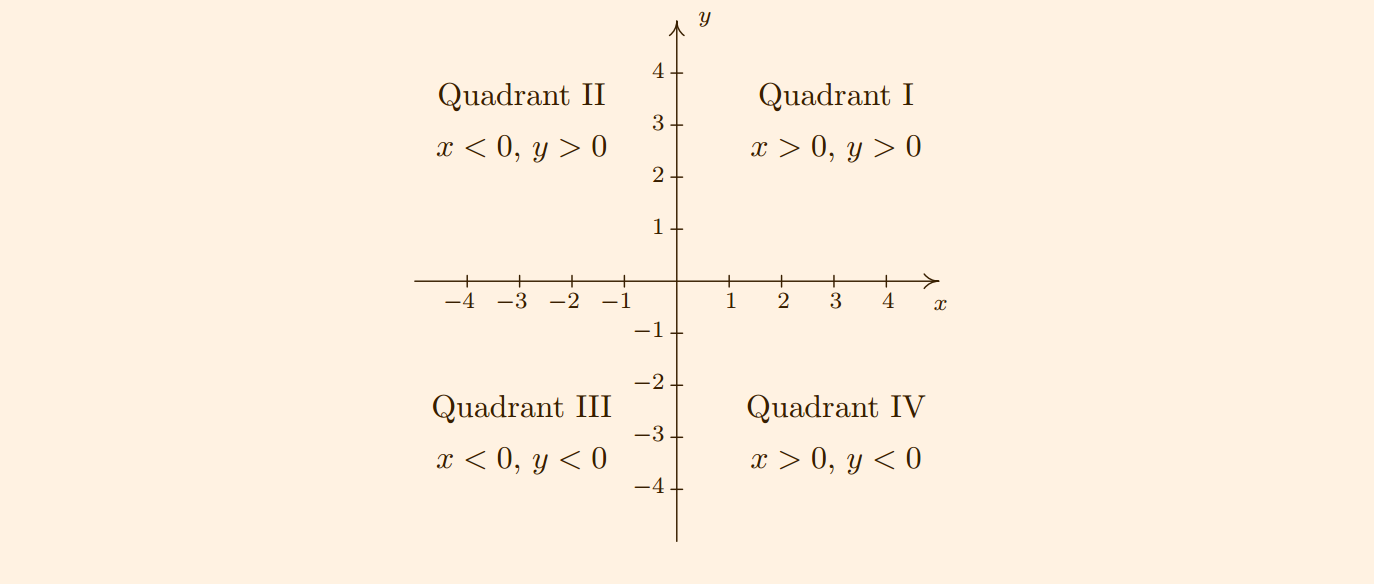 y
4
Quadrant II
Quadrant I
3
x < 0, y > 0
x > 0, y > 0
2
1
−4 −3 −2 −1 1 2 3 4 x
−1
−2
Quadrant III
Quadrant IV
−3
x < 0, y < 0
x > 0, y < 0
−4